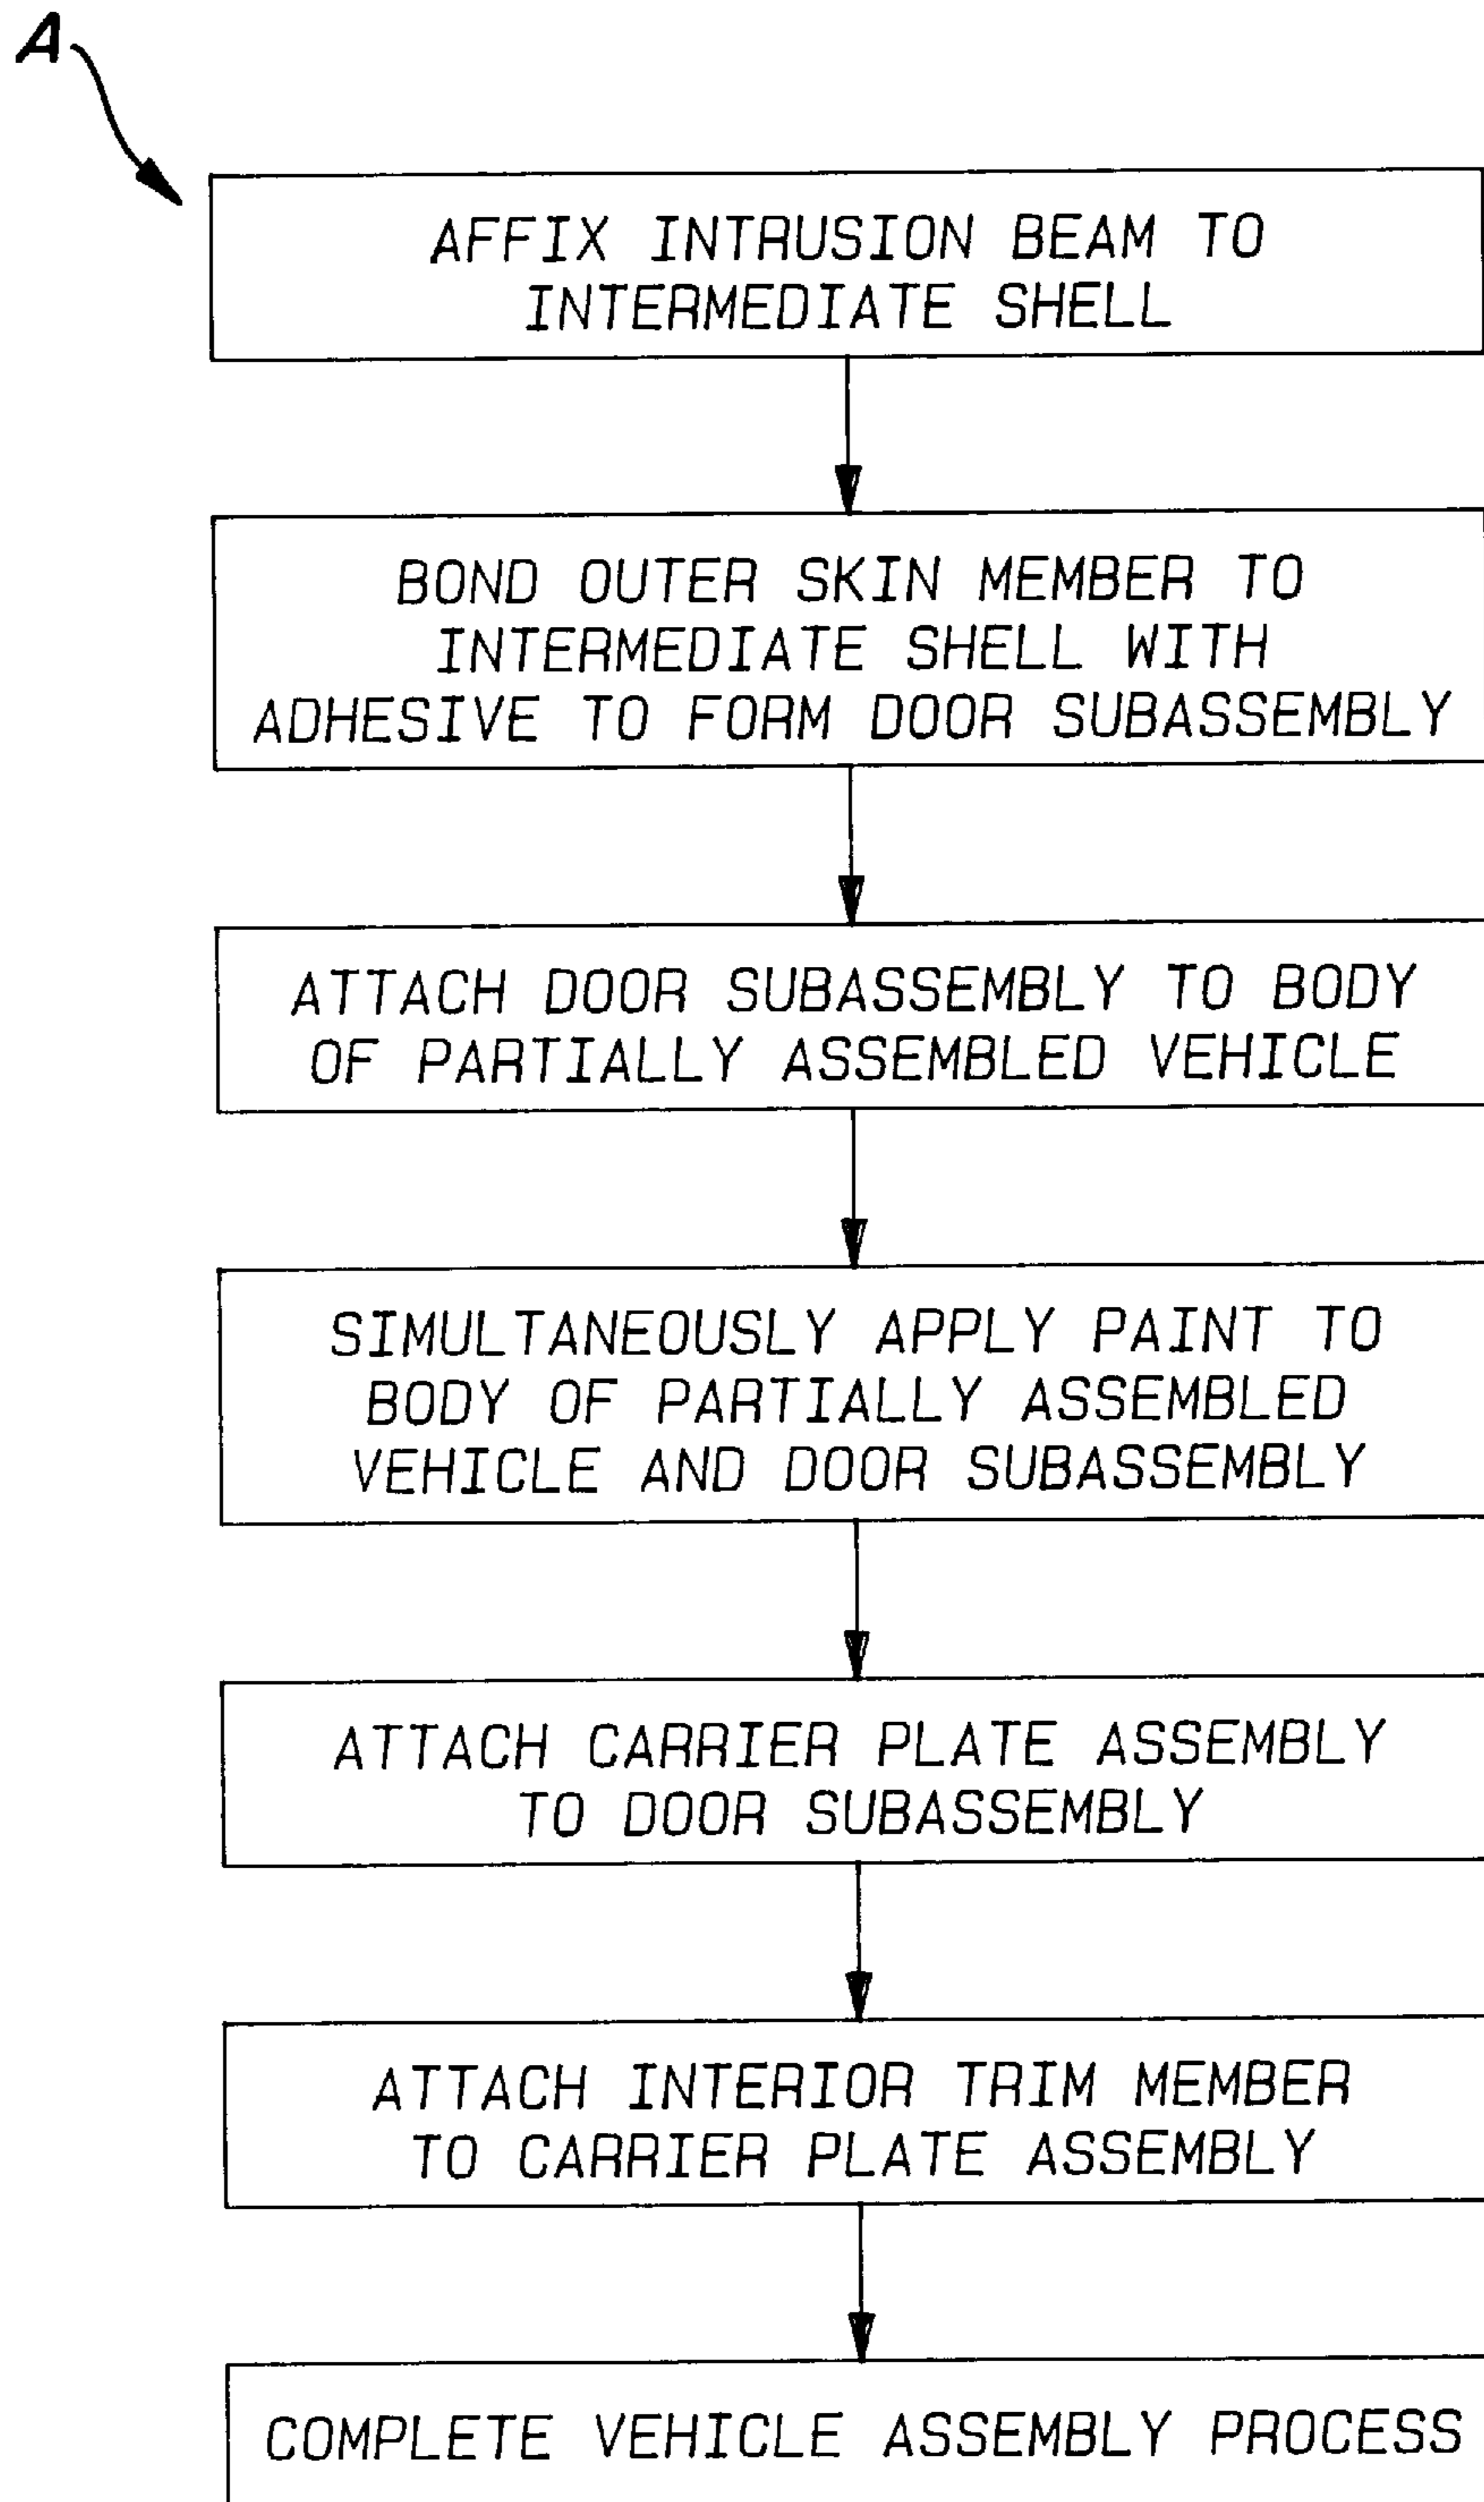 A
AFFIX INTRUSION BEAM TO
INTERMEDIATE SHELL
BOND OUTER SKIN MEMBER TO
INTERMEDIATE SHELL WITH
ADHESIVE TO FORM DOOR SUBASSEMBLY
ATTACH DOOR SUBASSEMBLY TO BODY
OF PARTIALLY ASSEMBLED VEHICLE
SIMULTANEOUSLY APPLY PAINT TO
BODY OF PARTIALLY ASSEMBLED
VEHICLE AND DOOR SUBASSEMBLY
ATTACH CARRIER PLATE ASSEMBLY
TO DOOR SUBASSEMBLY
ATTACH INTERIOR TRIM MEMBER
TO CARRIER PLATE ASSEMBLY
COMPLETE VEHICLE ASSEMBLY PROCESS